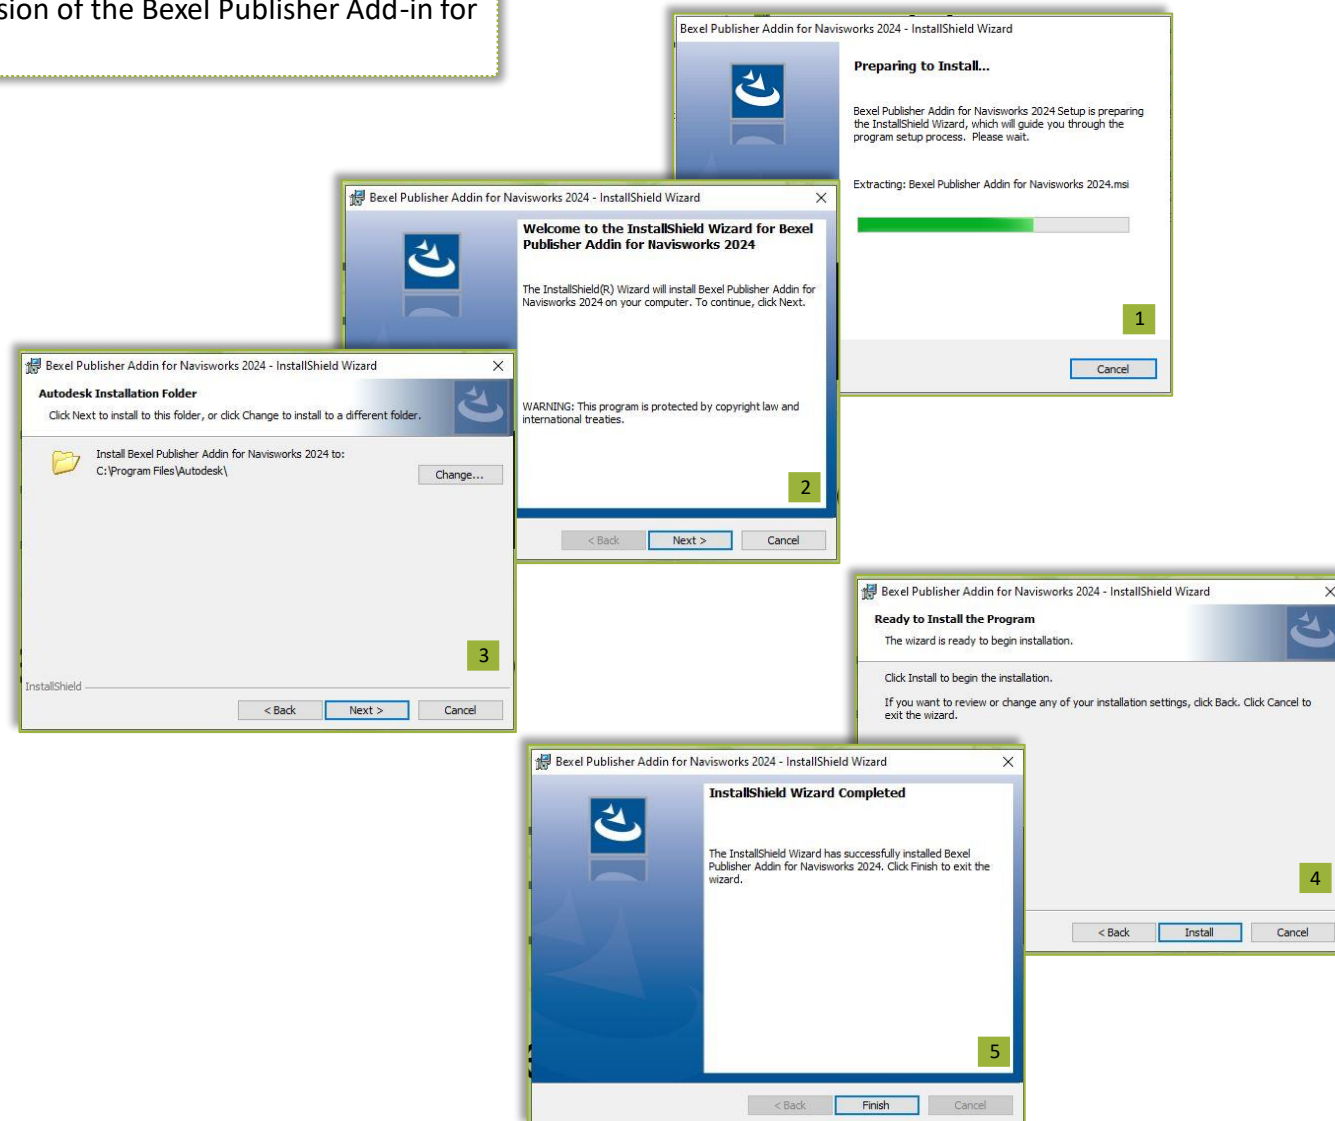 sion of the Bexel Publisher Add-in for
Bexel Publisher Addin for Navisworks 2024 - InstallShield Wizard
Preparing to Install...
Bexel Publisher Addin for Navisworks 2024 Setup is preparing
the InstallShield Wizard, which will guide you through the
program setup process. Please wait.
Extracting: Bexel Publisher Addin for Navisworks 2024.msi
1
Cancel
Bexel Publisher Addin for Navisworks 2024 - InstallShield Wizard
Welcome to the InstallShield Wizard for Bexel
Publisher Addin for Navisworks 2024
The InstallShield(R) Wizard will install Bexel Publisher Addin for
Navisworks 2024 on your computer. To continue, click Next.
WARNING: This program is protected by copyright law and
international treaties.
2
< Back Next > Cancel
Bexel Publisher Addin for Navisworks 2024 - InstallShield Wizard
Autodesk Installation Folder
Click Next to install to this folder, or click Change to install to a different folder.
Install Bexel Publisher Addin for Navisworks 2024 to:
C:\Program Files\Autodesk\
Change...
3
InstallShield
< Back Next > Cancel
Bexel Publisher Addin for Navisworks 2024 - InstallShield Wizard
Ready to Install the Program
The wizard is ready to begin installation.
Click Install to begin the installation.
If you want to review or change any of your installation settings, click Back. Click Cancel to
exit the wizard.
4
< Back Install Cancel
Bexel Publisher Addin for Navisworks 2024 - InstallShield Wizard
InstallShield Wizard Completed
The InstallShield Wizard has successfully installed Bexel
Publisher Addin for Navisworks 2024. Click Finish to exit the
wizard.
5
< Back Finish Cancel